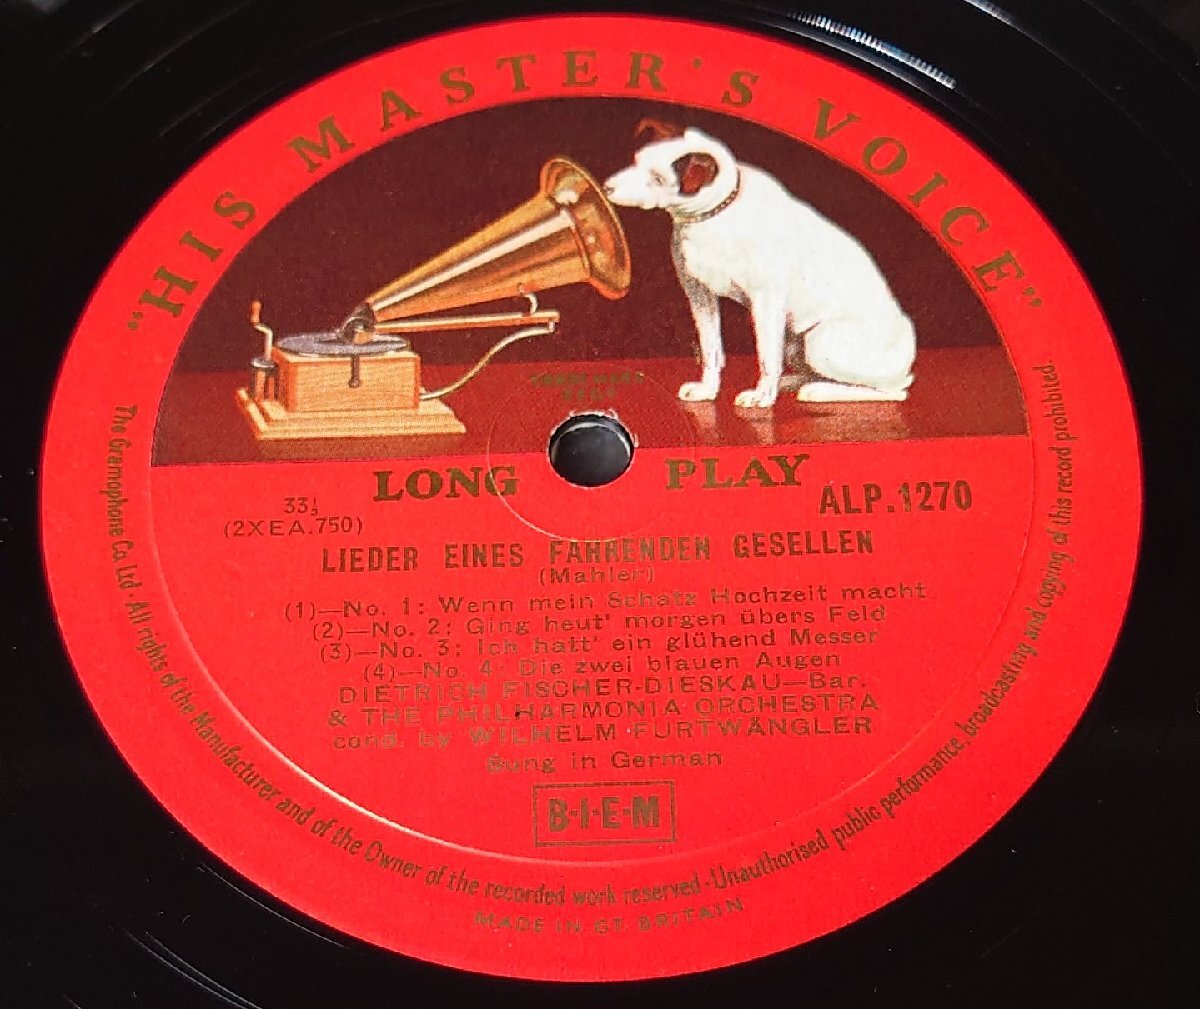 "HIS MASTER'S VOICE"
TRADE MARK
LONG PLAY
33⅓
ALP.1270
(2XEA.750)
LIEDER EINES FAHRENDEN GESELLEN
(Mahler)
(1)—No. 1: Wenn mein Schatz Hochzeit macht
(2)—No. 2: Ging heut' morgen übers Feld
(3)—No. 3: Ich hatt' ein glühend Messer
(4)—No. 4: Die zwei blauen Augen
DIETRICH FISCHER-DIESKAU—Bar.
& THE PHILHARMONIA ORCHESTRA
cond. by WILHELM FURTWÄNGLER
Sung in German
B·I·E·M
The Gramophone Co. Ltd · All rights of the Manufacturer and of the Owner of the recorded work reserved · Unauthorised public performance, broadcasting and copying of this record prohibited.
MADE IN GT. BRITAIN